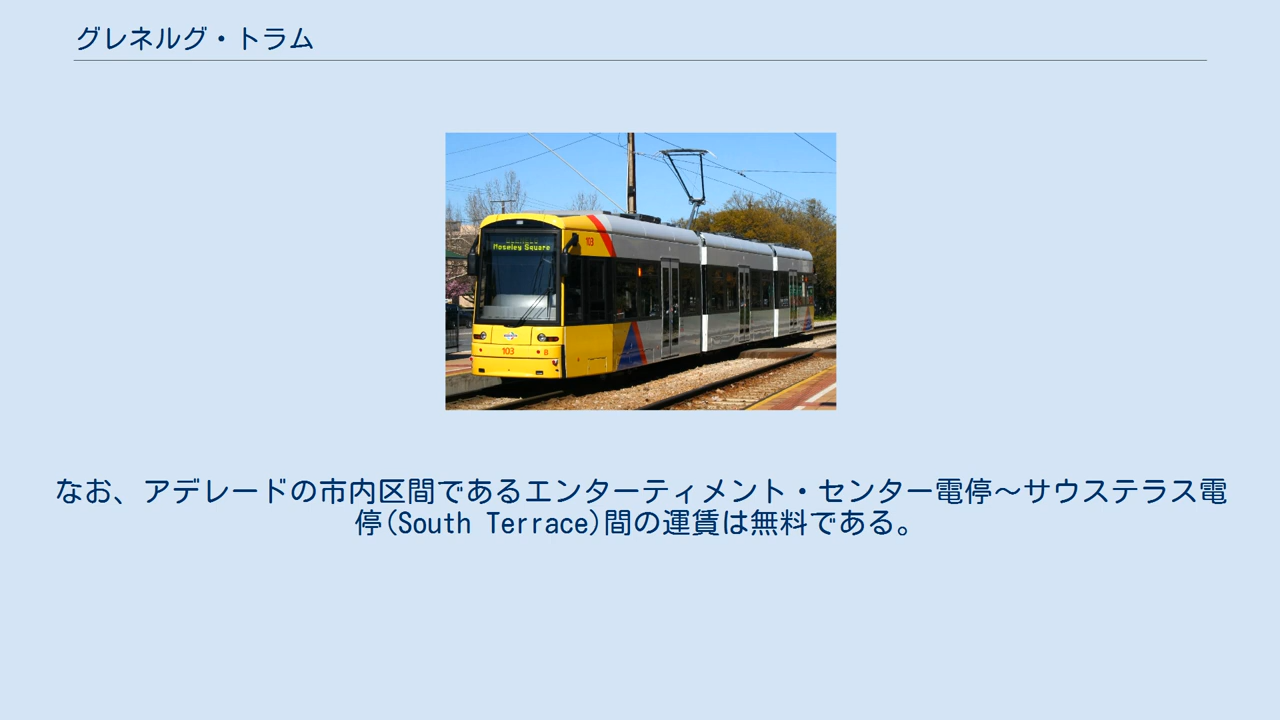 グレネルグ・トラム
Moseley Square
103
103
8
なお、アデレードの市内区間であるエンターティメント・センター電停～サウステラス電
停(South Terrace)間の運賃は無料である。